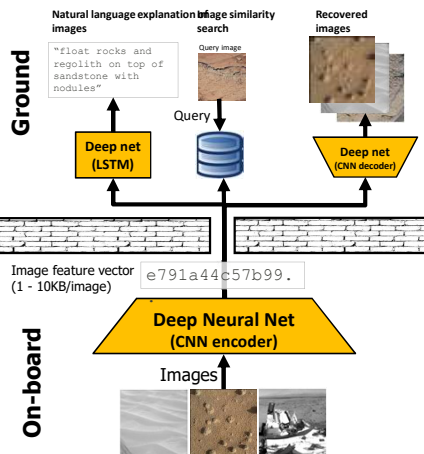 Natural language explanation of
images
Image similarity
search
Recovered
images
Query image
"float rocks and
regolith on top of
sandstone with
nodules"
Ground
Query
Deep net
(LSTM)
Deep net
(CNN decoder)
Image feature vector
(1 - 10KB/image)
e791a44c57b99.
Deep Neural Net
(CNN encoder)
Images
On-board